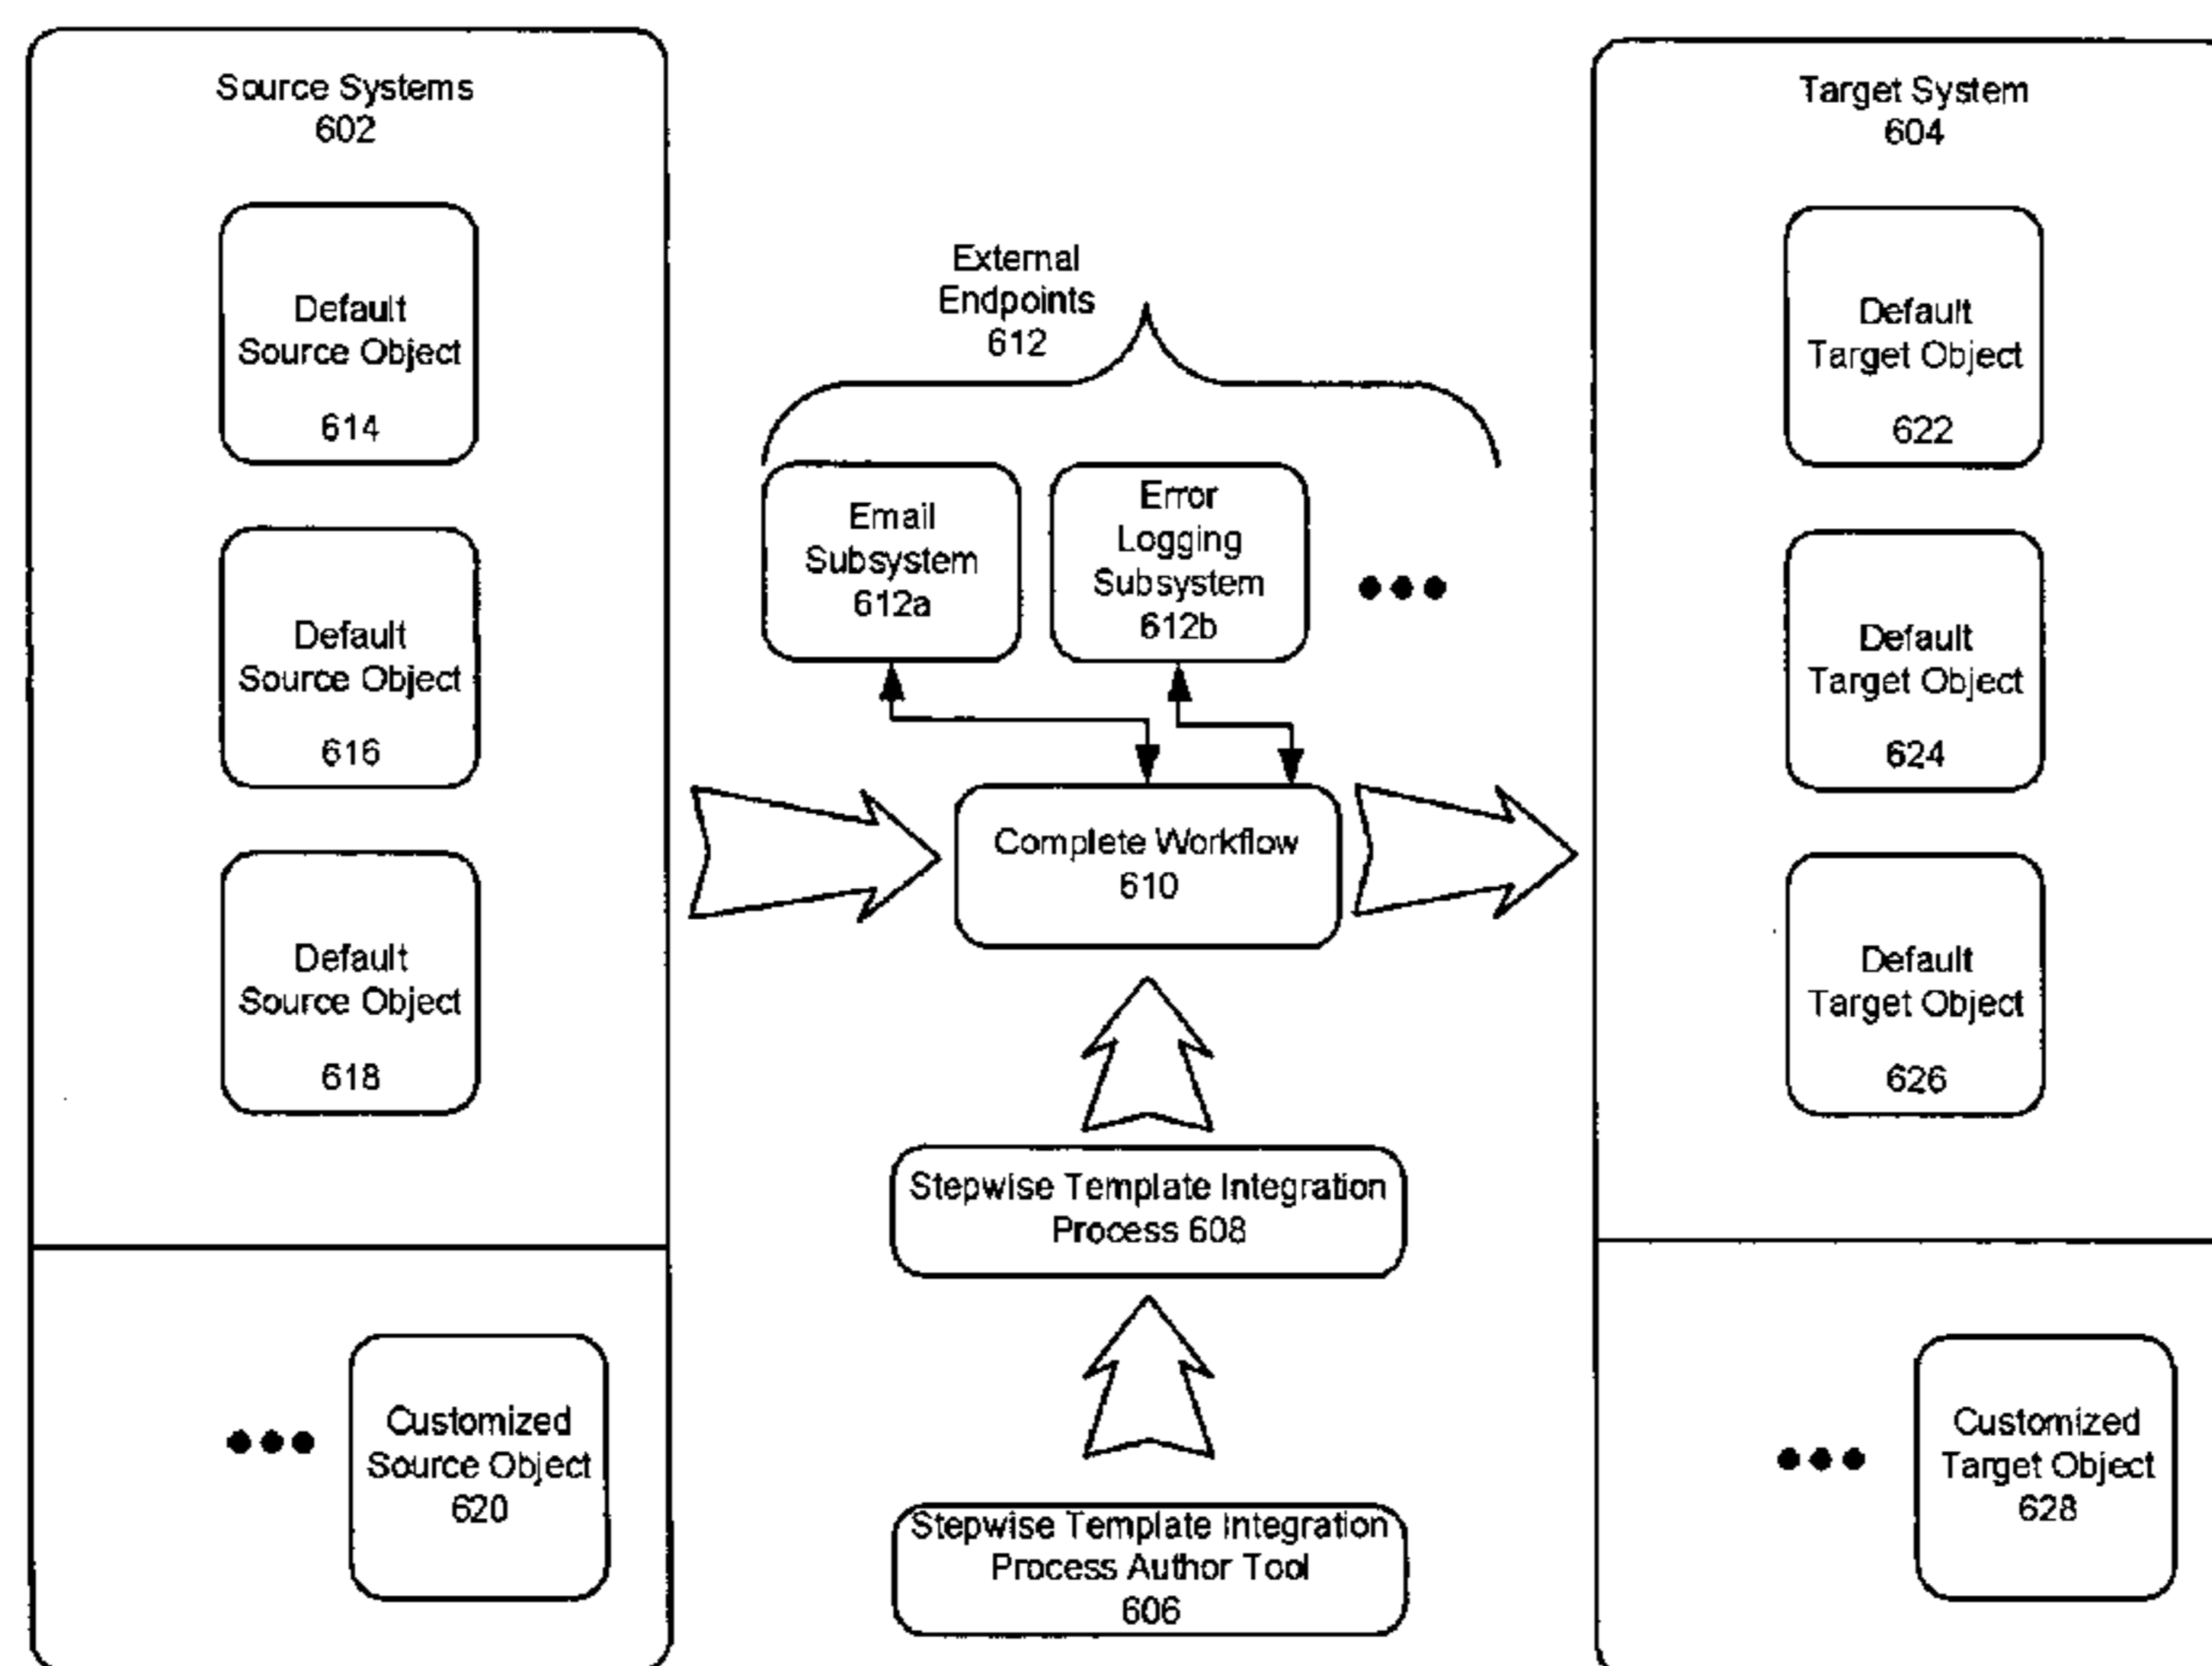 Source Systems
602
Default
Source Object
614
Default
Source Object
616
Default
Source Object
618
Customized
Source Object
620
External
Endpoints
612
Email
Subsystem
612a
Error
Logging
Subsystem
612b
Complete Workflow
610
Stepwise Template Integration
Process 608
Stepwise Template Integration
Process Author Tool
606
Target System
604
Default
Target Object
622
Default
Target Object
624
Default
Target Object
626
Customized
Target Object
628